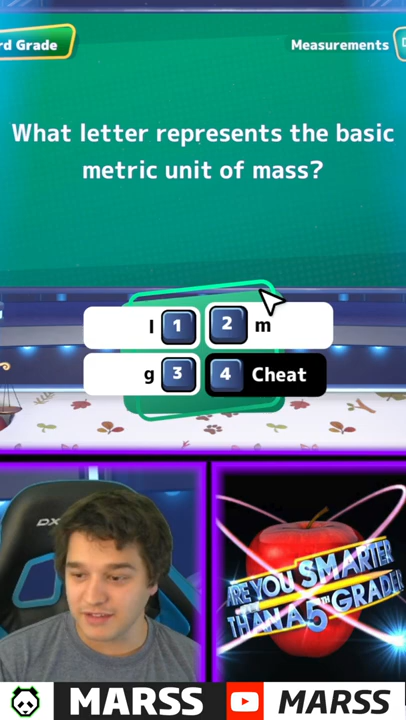 rd Grade
Measurements
What letter represents the basic
metric unit of mass?
l 1
2 m
g 3
4 Cheat
DX
ARE YOU SMARTER
THAN A 5TH GRADER
MARSS
MARSS